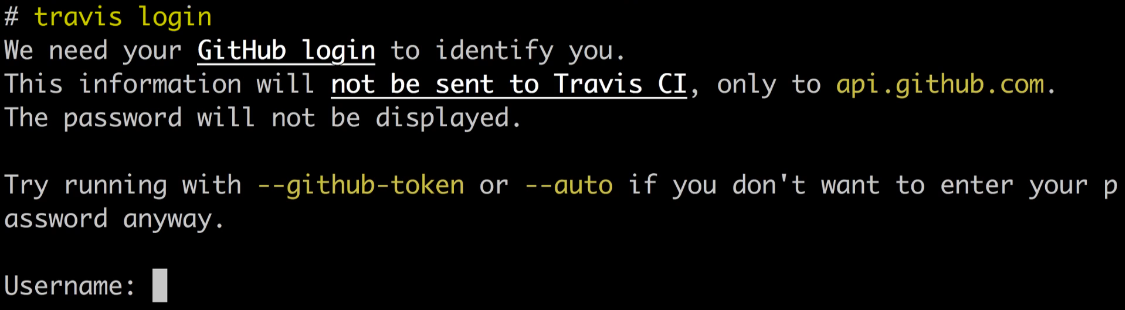 # travis login
We need your GitHub login to identify you.
This information will not be sent to Travis CI, only to api.github.com.
The password will not be displayed.
Try running with --github-token or --auto if you don't want to enter your p
assword anyway.
Username: